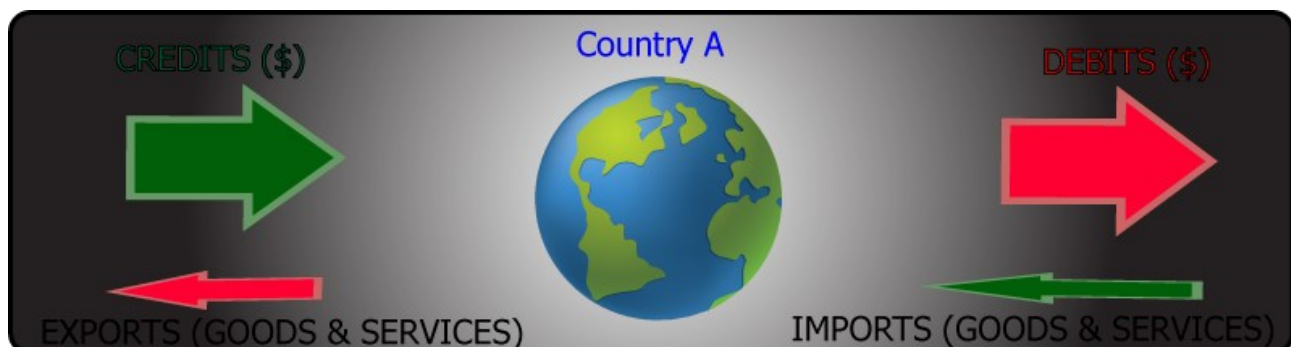 CREDITS ($)
Country A
DEBITS ($)
EXPORTS (GOODS & SERVICES)
IMPORTS (GOODS & SERVICES)